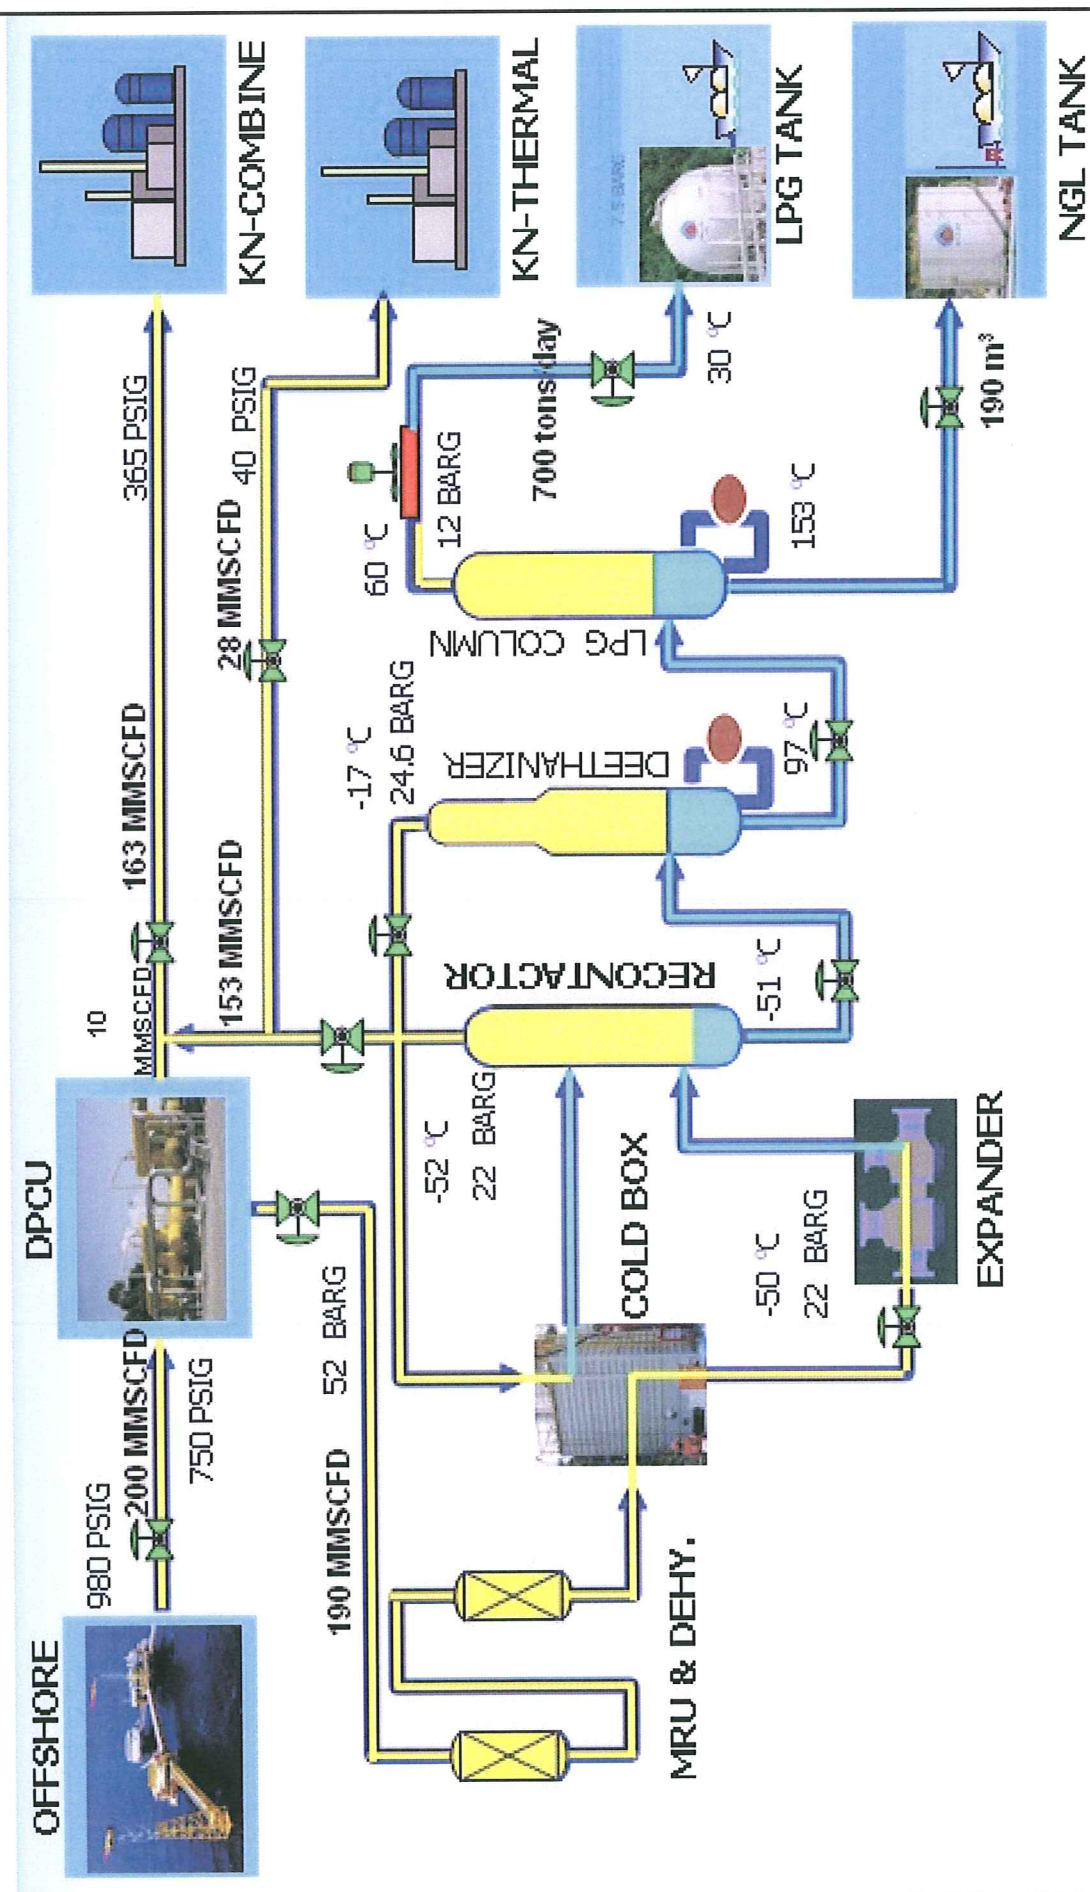 OFFSHORE
980 PSIG
200 MMSCFD
750 PSIG
DPCU
10
MMSCFD
163 MMSCFD
365 PSIG
KN-COMBINE
153 MMSCFD
28 MMSCFD
40 PSIG
KN-THERMAL
190 MMSCFD
52 BARG
-52 °C
22 BARG
RECONTACTOR
-51 °C
-17 °C
24.6 BARG
DEETHANIZER
97 °C
60 °C
12 BARG
LPG COLUMN
153 °C
700 tons/day
30 °C
7.5 BARG
LPG TANK
190 m³
NGL TANK
MRU & DEHY.
COLD BOX
-50 °C
22 BARG
EXPANDER